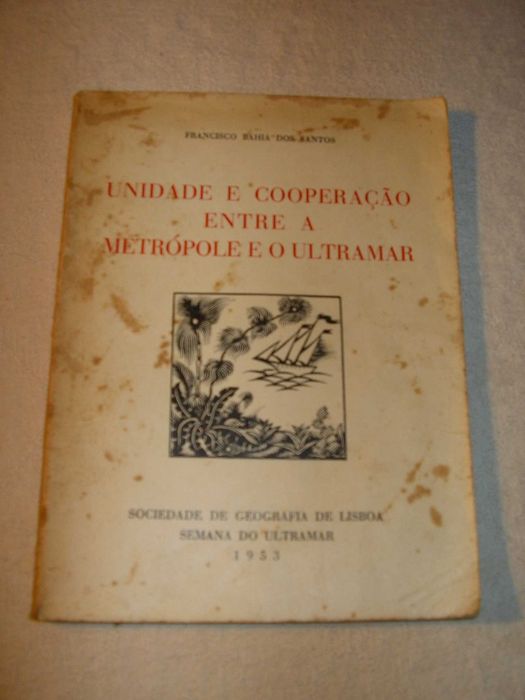 FRANCISCO BAHIA DOS SANTOS
UNIDADE E COOPERAÇÃO
ENTRE A
METRÓPOLE E O ULTRAMAR
SOCIEDADE DE GEOGRAFIA DE LISBOA
SEMANA DO ULTRAMAR
1953